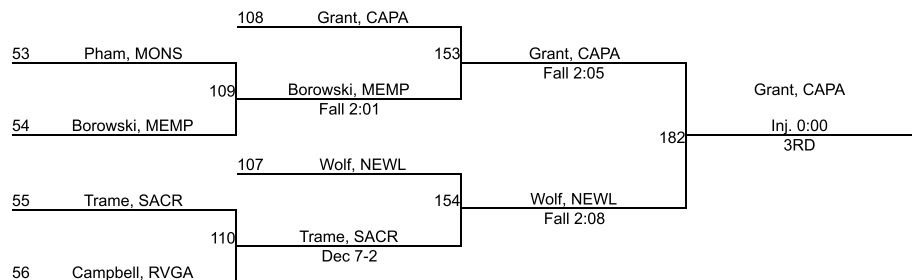 108 Grant, CAPA
53 Pham, MONS
153 Grant, CAPA
Fall 2:05
109 Borowski, MEMP
Fall 2:01
Grant, CAPA
54 Borowski, MEMP
Inj. 0:00
182
3RD
107 Wolf, NEWL
55 Trame, SACR
154 Wolf, NEWL
Fall 2:08
110 Trame, SACR
Dec 7-2
56 Campbell, RVGA